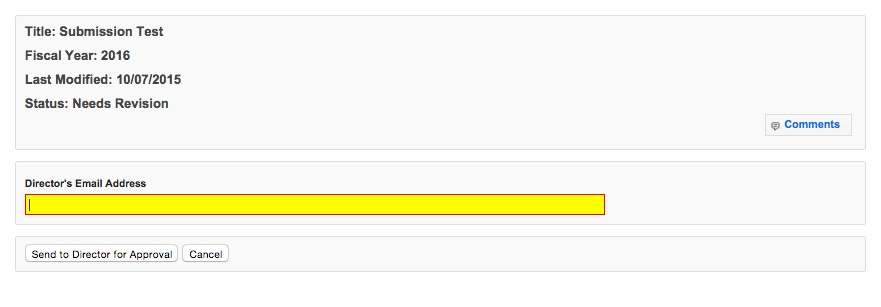 Title: Submission Test
Fiscal Year: 2016
Last Modified: 10/07/2015
Status: Needs Revision
Comments
Director's Email Address
Send to Director for Approval Cancel